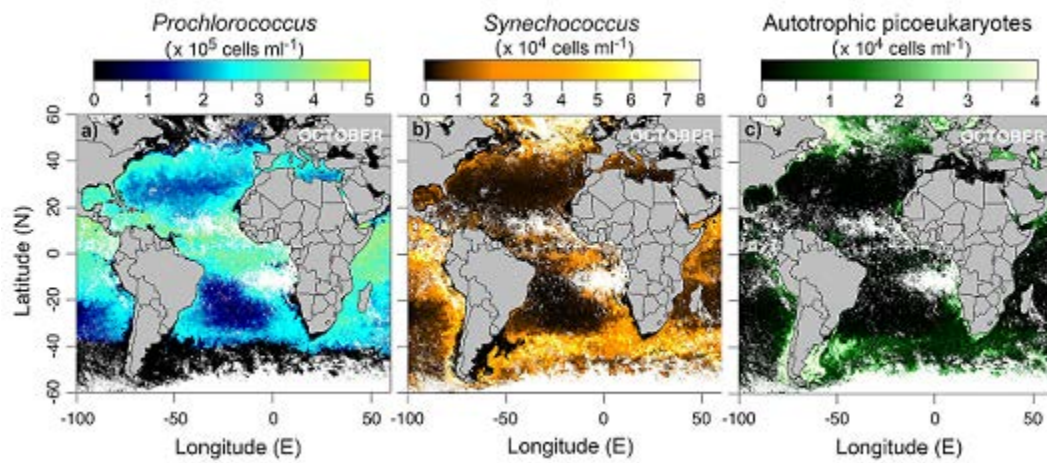 Prochlorococcus
(x 10⁵ cells ml⁻¹)
0 1 2 3 4 5
Synechococcus
(x 10⁴ cells ml⁻¹)
0 1 2 3 4 5 6 7 8
Autotrophic picoeukaryotes
(x 10⁴ cells ml⁻¹)
0 1 2 3 4
a) OCTOBER
b) OCTOBER
c) OCTOBER
Latitude (N)
60
40
20
0
-20
-40
-60
-100 -50 0 50
-100 -50 0 50
-100 -50 0 50
Longitude (E)
Longitude (E)
Longitude (E)